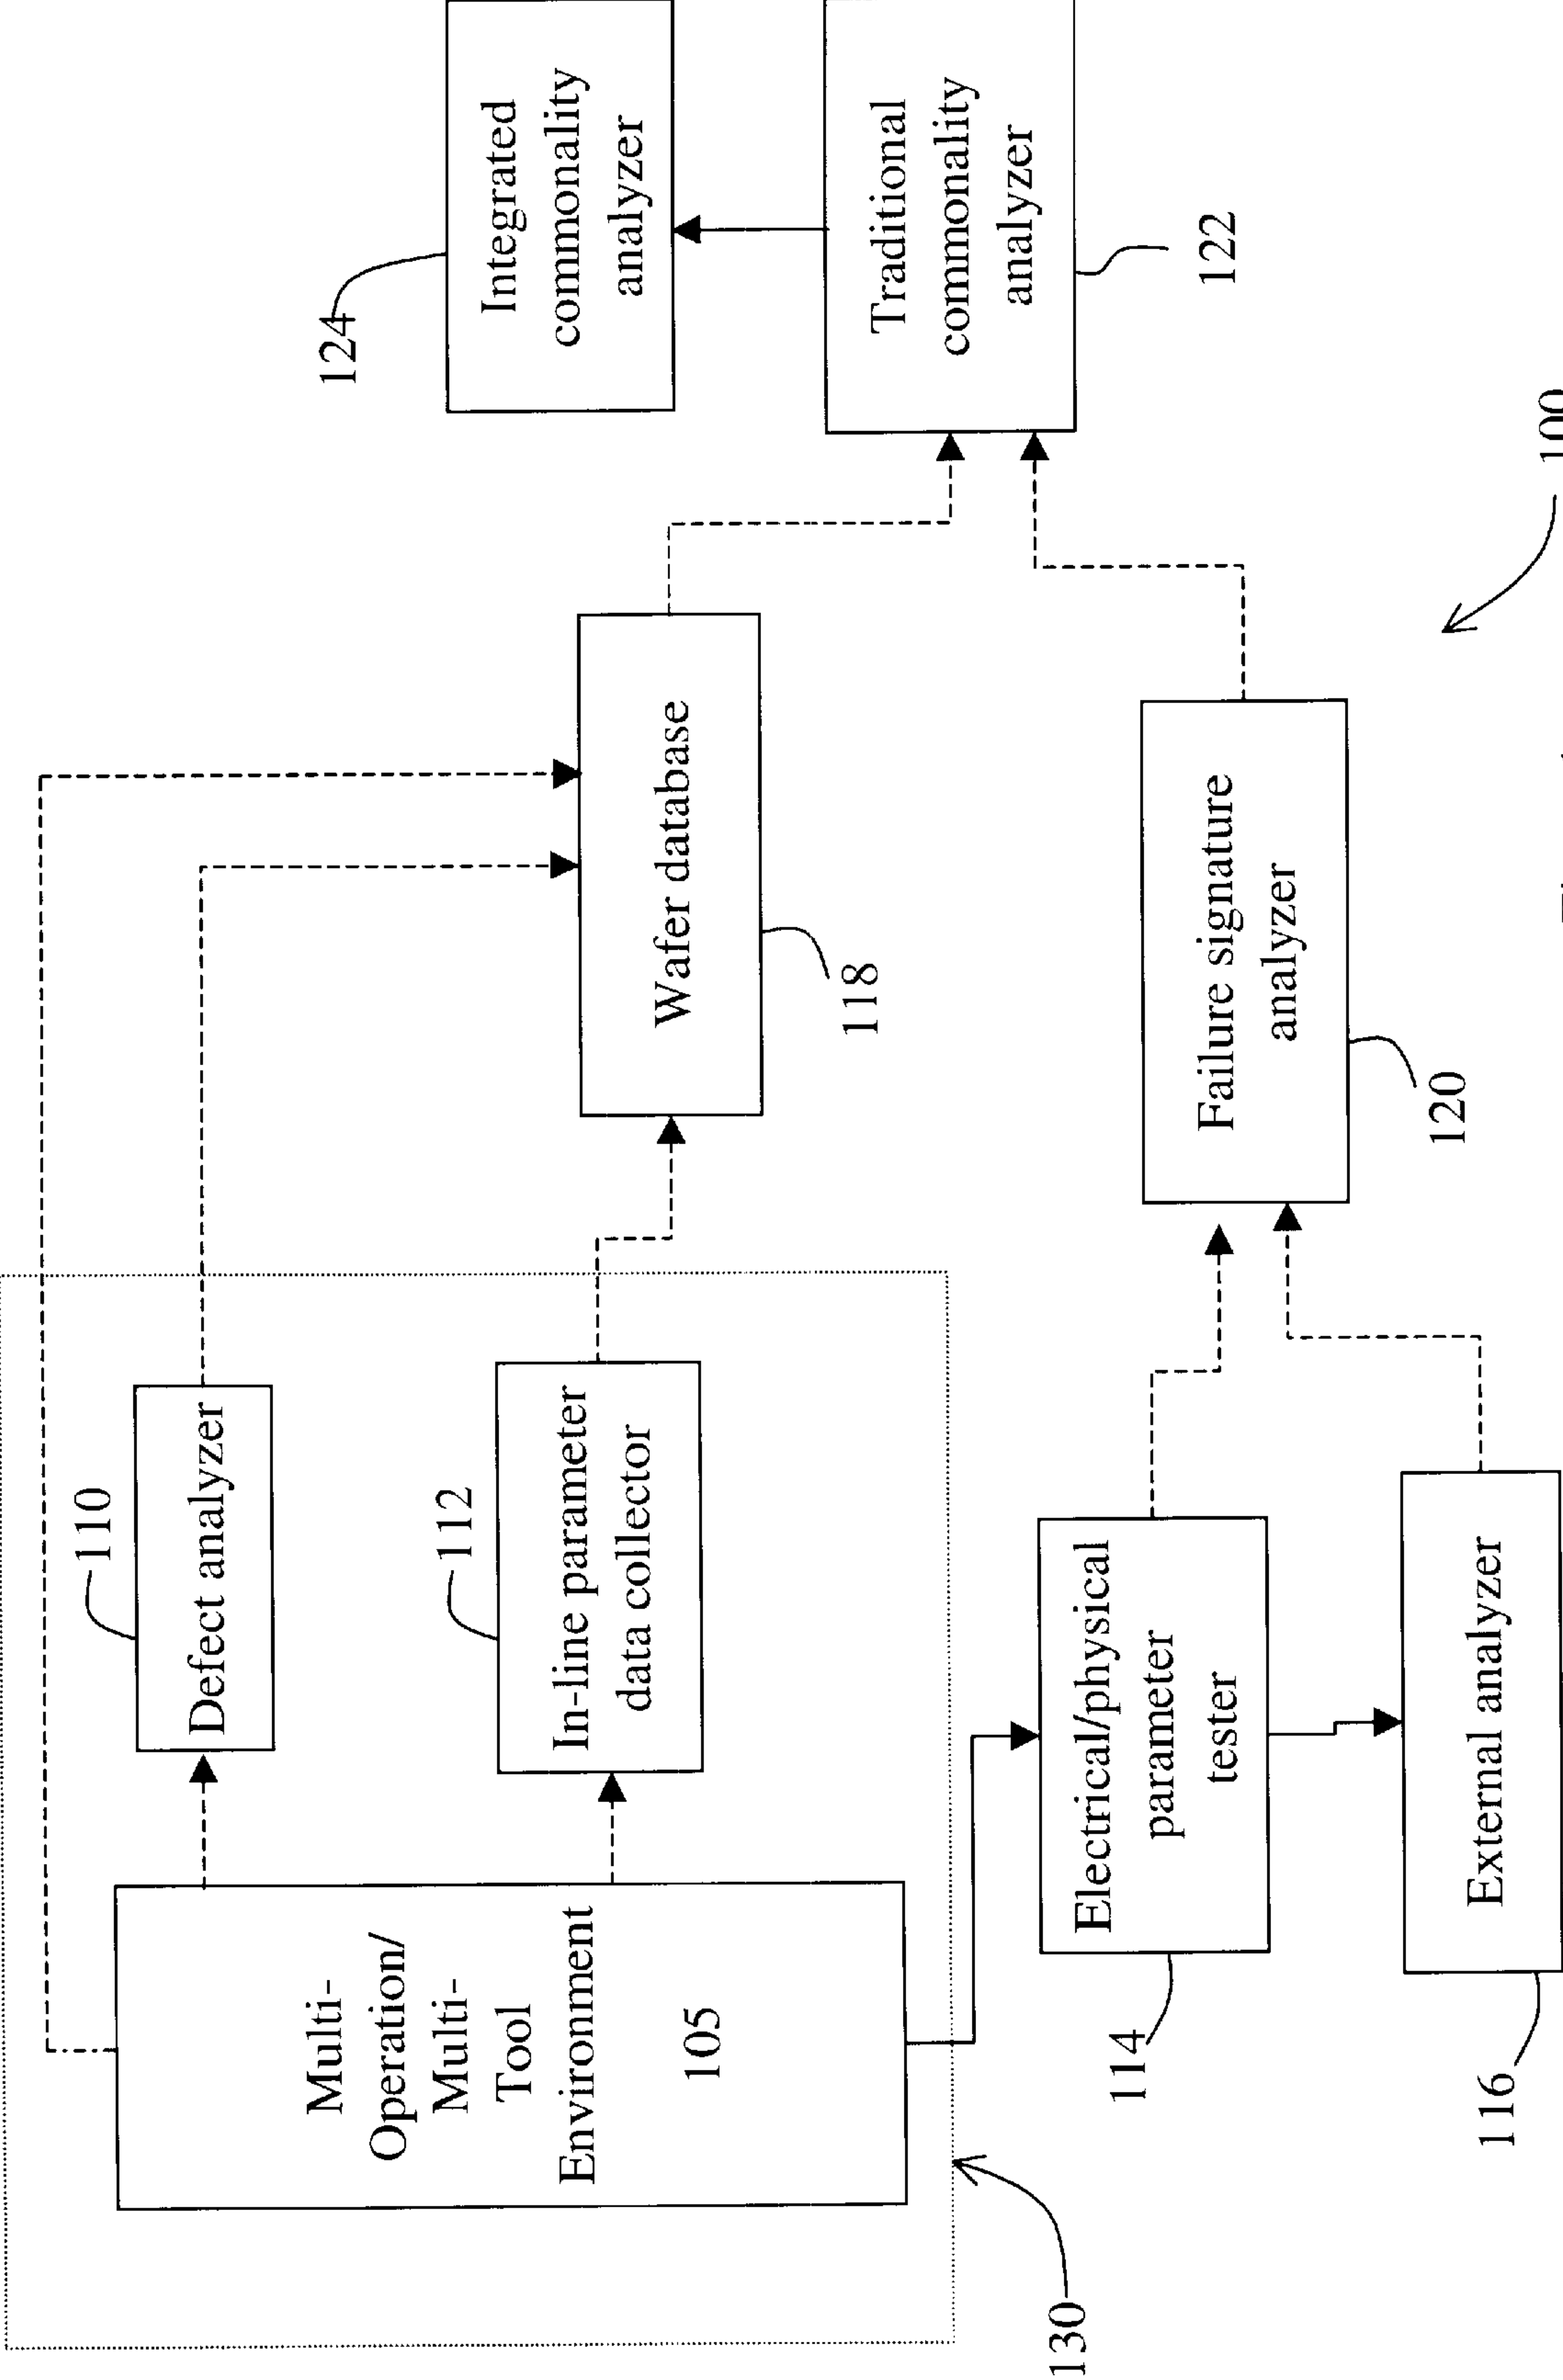 110
Defect analyzer
112
In-line parameter
data collector
Multi-
Operation/
Multi-
Tool
Environment
105
130
114
Electrical/physical
parameter
tester
116
External analyzer
Wafer database
118
Failure signature
analyzer
120
124
Integrated
commonality
analyzer
Traditional
commonality
analyzer
122
100